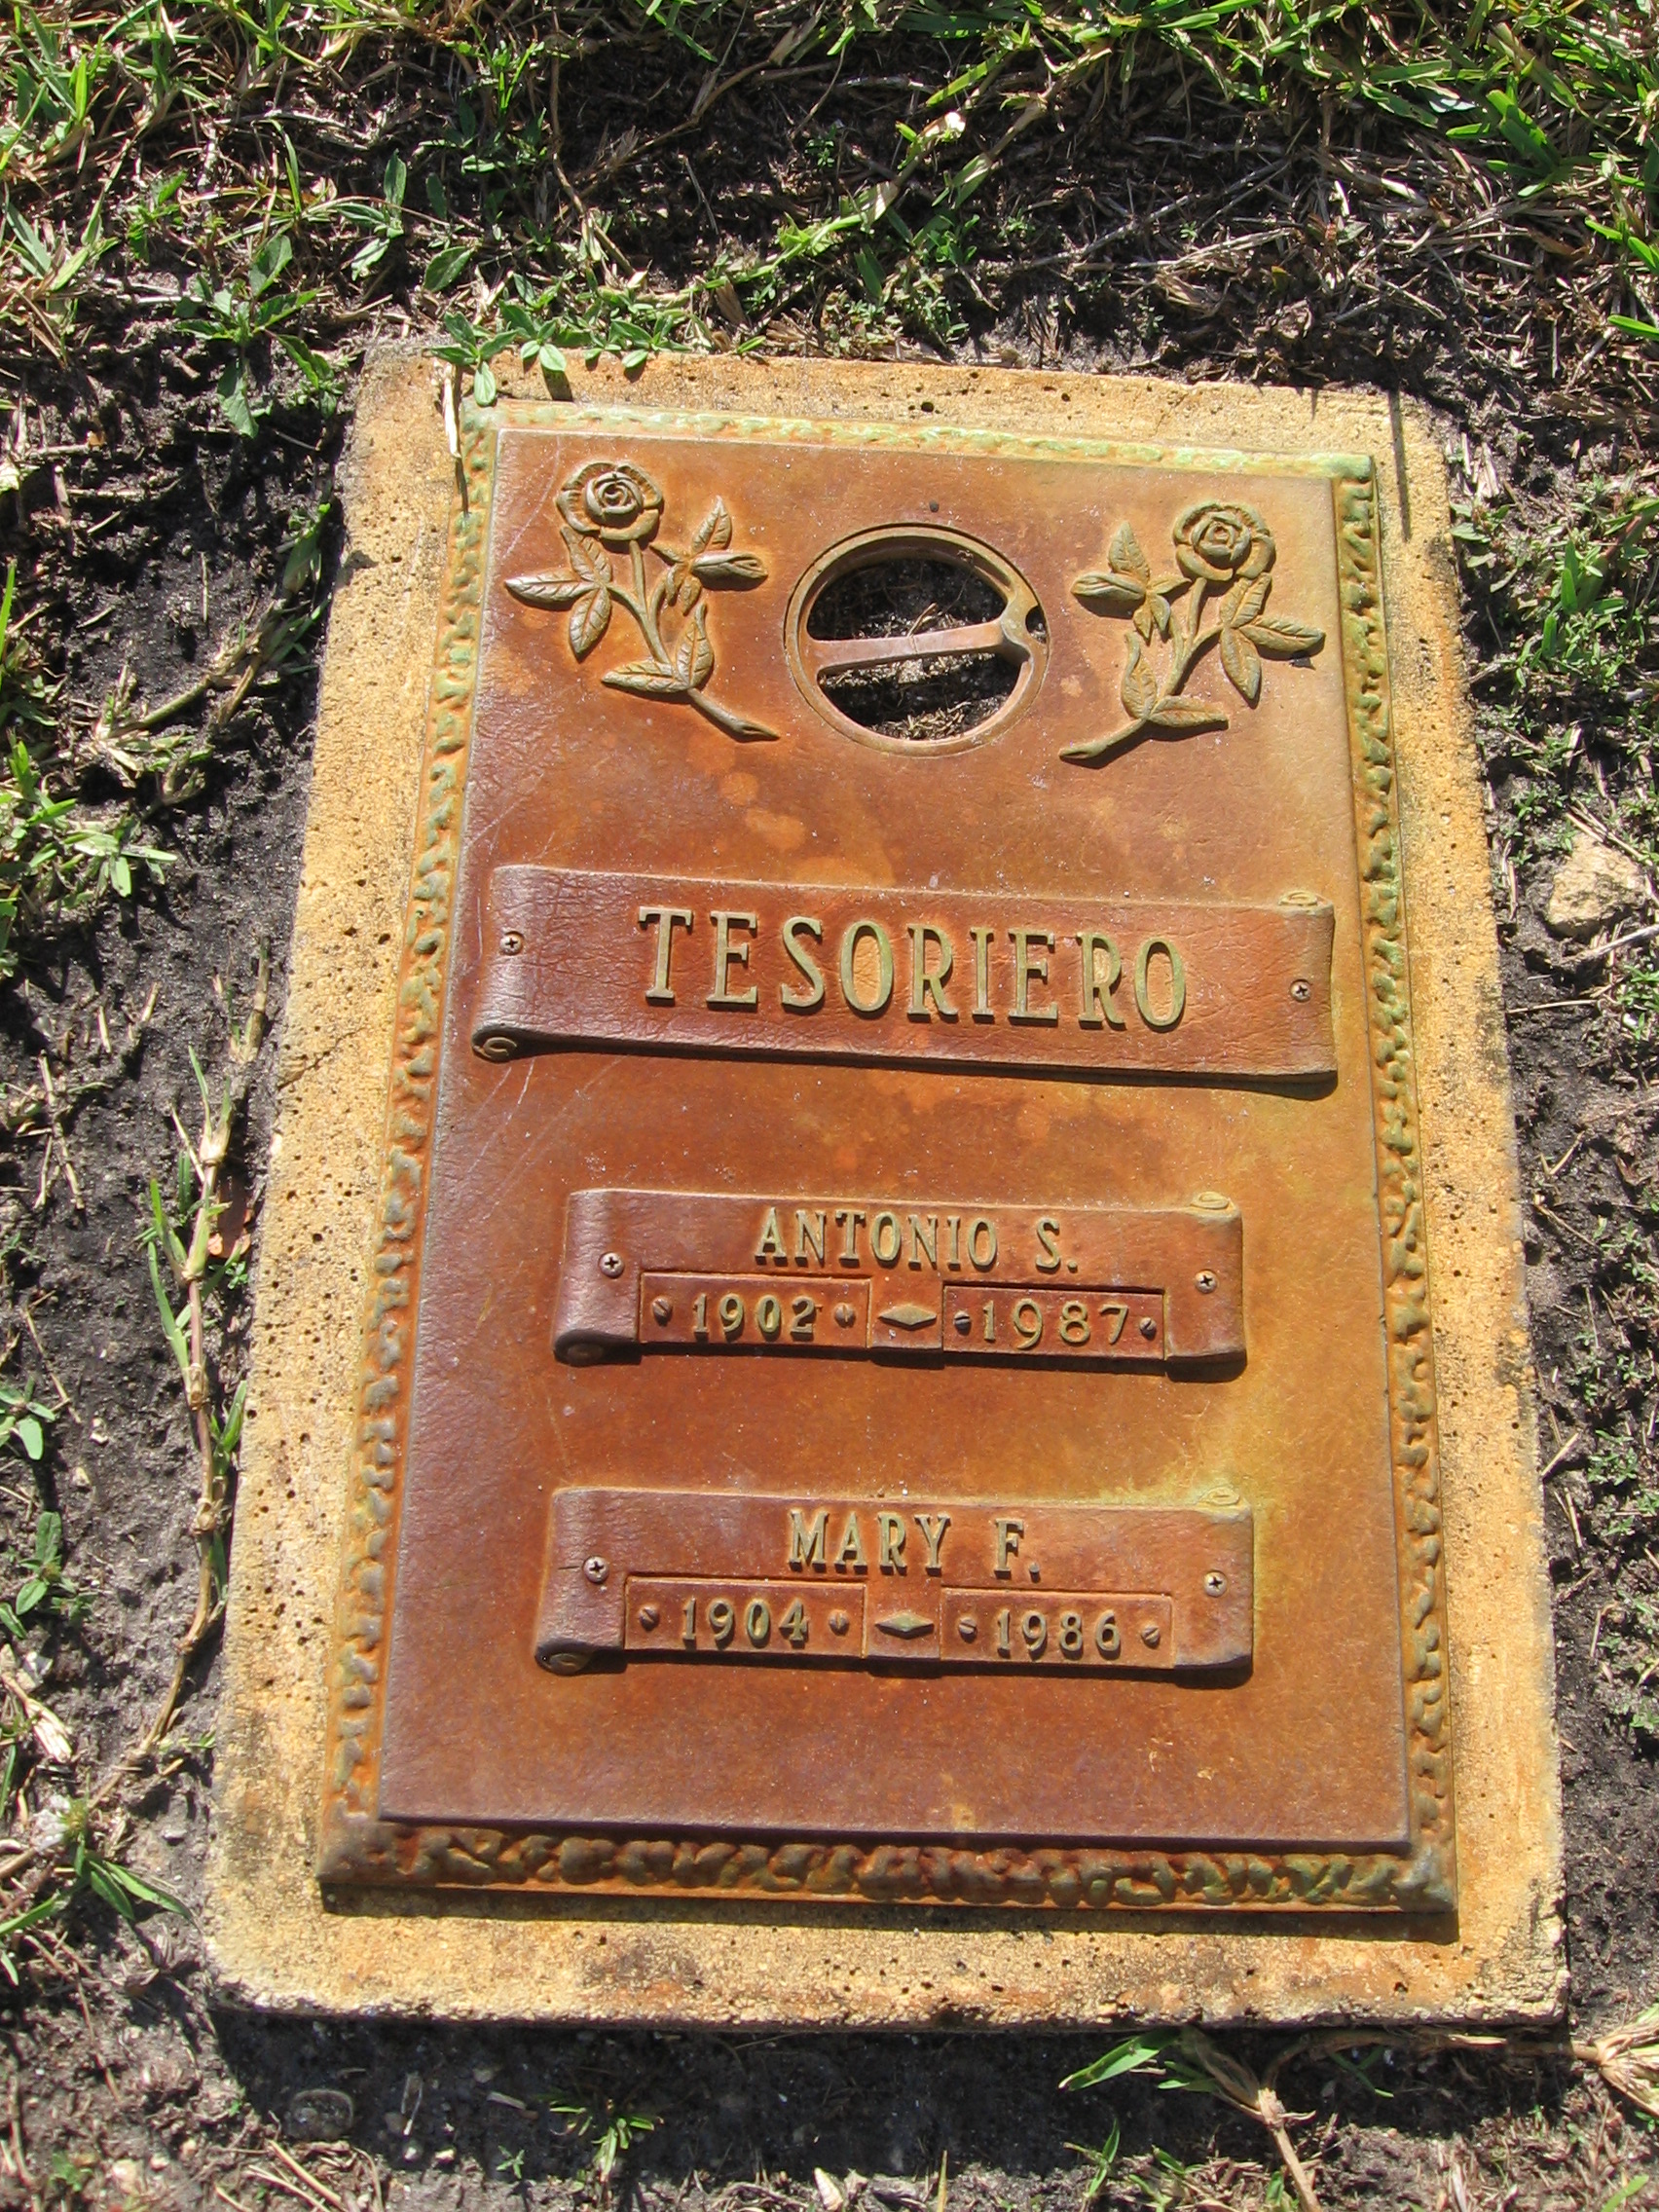 TESORIERO
ANTONIO S.
1902 1987
MARY F.
1904 1986